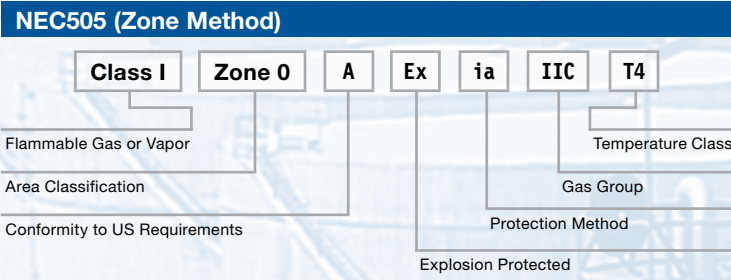 NEC505 (Zone Method)
Class I Zone 0 A Ex ia IIC T4
Flammable Gas or Vapor
Temperature Class
Area Classification
Gas Group
Conformity to US Requirements
Protection Method
Explosion Protected